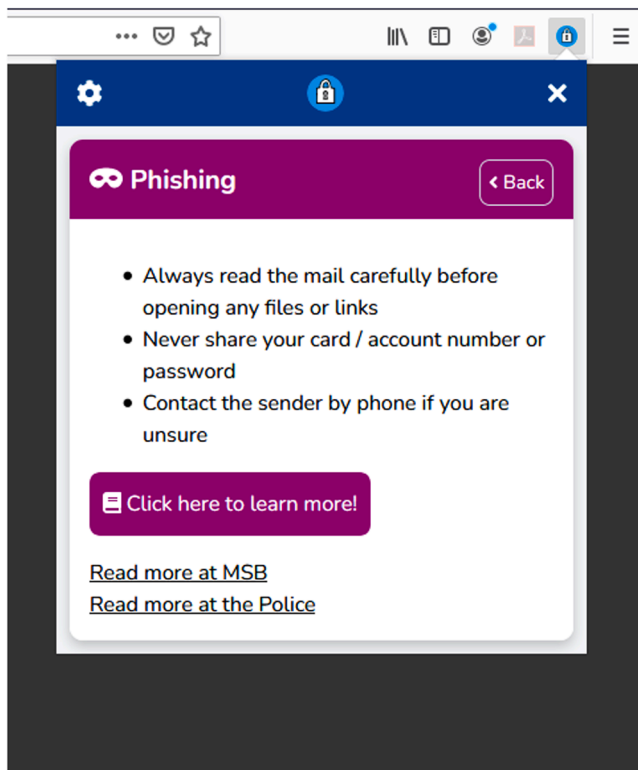 Phishing
Back
Always read the mail carefully before
opening any files or links
Never share your card / account number or
password
Contact the sender by phone if you are
unsure
Click here to learn more!
Read more at MSB
Read more at the Police